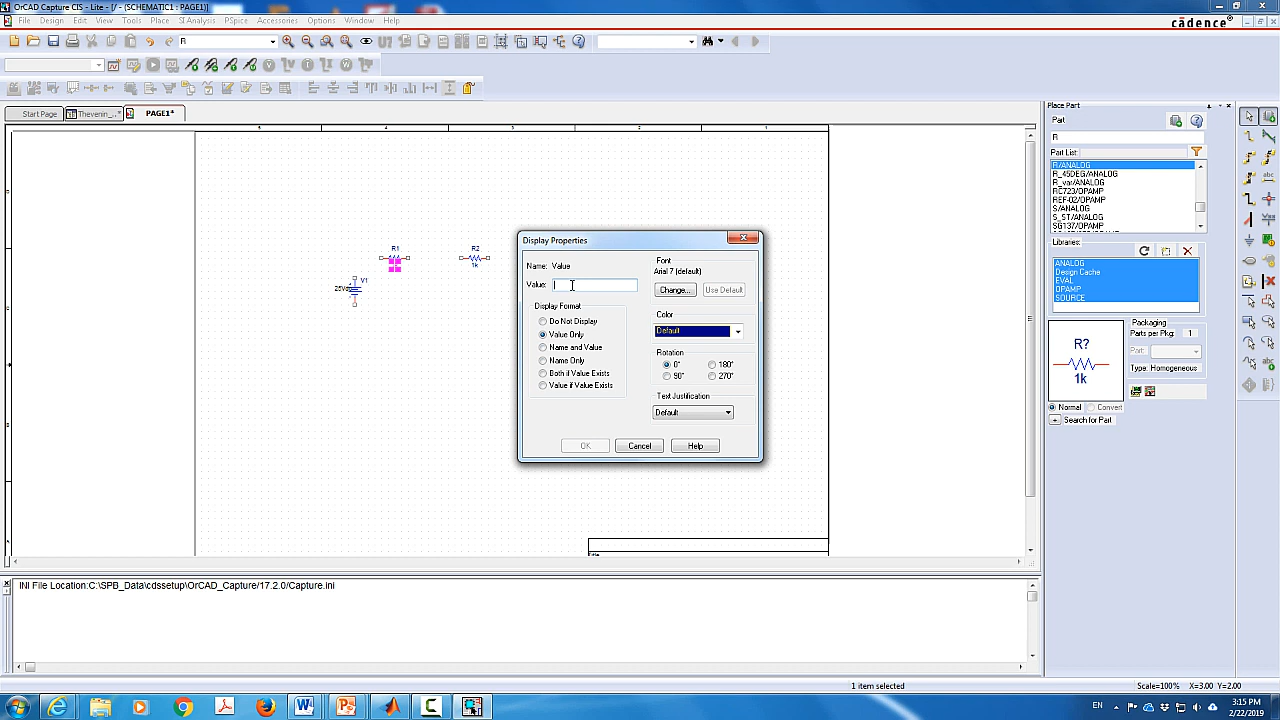 OrCAD Capture CIS - Lite - [/ - (SCHEMATIC1 : PAGE1)]
File Design Edit View Tools Place SI Analysis PSpice Accessories Options Window Help
cādence®
R
Start Page
Thevenin_..*
PAGE1*
R1
R2
1k
V1
Display Properties
Name: Value
Value:
Display Format
Do Not Display
Value Only
Name and Value
Name Only
Both if Value Exists
Value if Value Exists
Font
Arial 7 (default)
Change...
Use Default
Color
Default
Rotation
0°
180°
90°
270°
Text Justification
Default
OK
Cancel
Help
Place Part
Part
R
Part List:
R/ANALOG
R_45DEG/ANALOG
R_var/ANALOG
REF-02/OPAMP
S/ANALOG
S_ST/ANALOG
SG137/OPAMP
Libraries:
ANALOG
Design Cache
EVAL
OPAMP
SOURCE
R?
1k
Packaging
Parts per Pkg: 1
Part:
Type: Homogeneous
Normal
Convert
Search for Part
INI File Location:C:\SPB_Data\cdssetup\OrCAD_Capture/17.2.0/Capture.ini
1 item selected
Scale=100% X=3.00 Y=2.00
EN
3:15 PM
2/22/2019